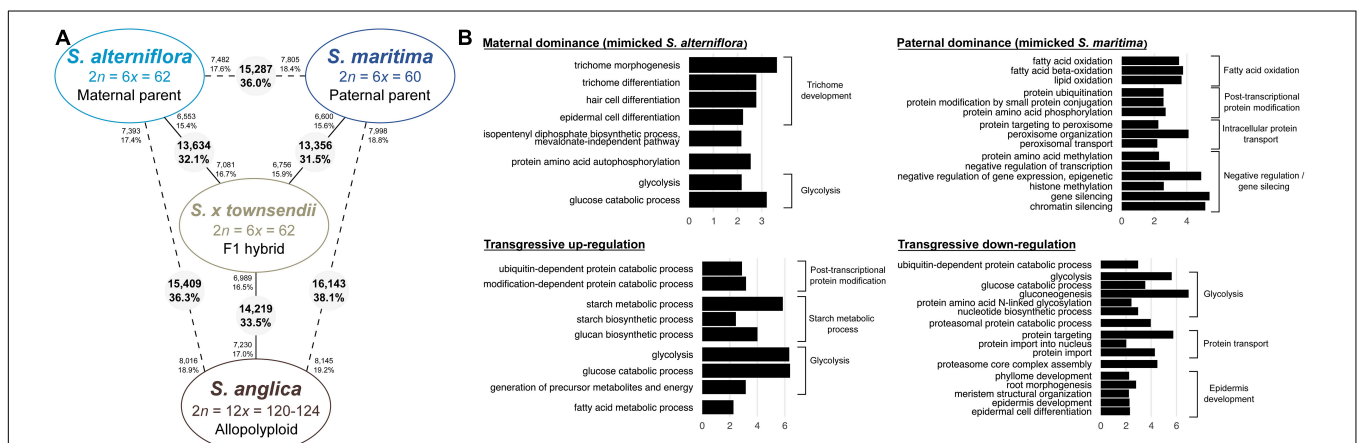 A
S. alterniflora
2n = 6x = 62
Maternal parent
7,482
17.6%
15,287
36.0%
7,805
18.4%
S. maritima
2n = 6x = 60
Paternal parent
7,393
17.4%
6,553
15.4%
13,634
32.1%
7,081
16.7%
6,600
15.6%
13,356
31.5%
6,756
15.9%
7,998
18.8%
S. x townsendii
2n = 6x = 62
F1 hybrid
15,409
36.3%
6,989
16.5%
14,219
33.5%
7,230
17.0%
16,143
38.1%
8,016
18.9%
8,145
19.2%
S. anglica
2n = 12x = 120-124
Allopolyploid
B
Maternal dominance (mimicked S. alterniflora)
trichome morphogenesis
trichome differentiation
hair cell differentiation
epidermal cell differentiation
isopentenyl diphosphate biosynthetic process,
mevalonate-independent pathway
protein amino acid autophosphorylation
glycolysis
glucose catabolic process
Trichome
development
Glycolysis
0 1 2 3
Paternal dominance (mimicked S. maritima)
fatty acid oxidation
fatty acid beta-oxidation
lipid oxidation
protein ubiquitination
protein modification by small protein conjugation
protein amino acid phosphorylation
protein targeting to peroxisome
peroxisome organization
peroxisomal transport
protein amino acid methylation
negative regulation of transcription
negative regulation of gene expression, epigenetic
histone methylation
gene silencing
chromatin silencing
Fatty acid oxidation
Post-transcriptional
protein modification
Intracellular protein
transport
Negative regulation /
gene silecing
0 2 4
Transgressive up-regulation
ubiquitin-dependent protein catabolic process
modification-dependent protein catabolic process
starch metabolic process
starch biosynthetic process
glucan biosynthetic process
glycolysis
glucose catabolic process
generation of precursor metabolites and energy
fatty acid metabolic process
Post-transcriptional
protein modification
Starch metabolic
process
Glycolysis
0 2 4 6
Transgressive down-regulation
ubiquitin-dependent protein catabolic process
glycolysis
glucose catabolic process
gluconeogenesis
protein amino acid N-linked glycosylation
nucleotide biosynthetic process
proteasomal protein catabolic process
protein targeting
protein import into nucleus
protein import
proteasome core complex assembly
phyllome development
root morphogenesis
meristem structural organization
epidermis development
epidermal cell differentiation
Glycolysis
Protein transport
Epidermis
development
0 2 4 6